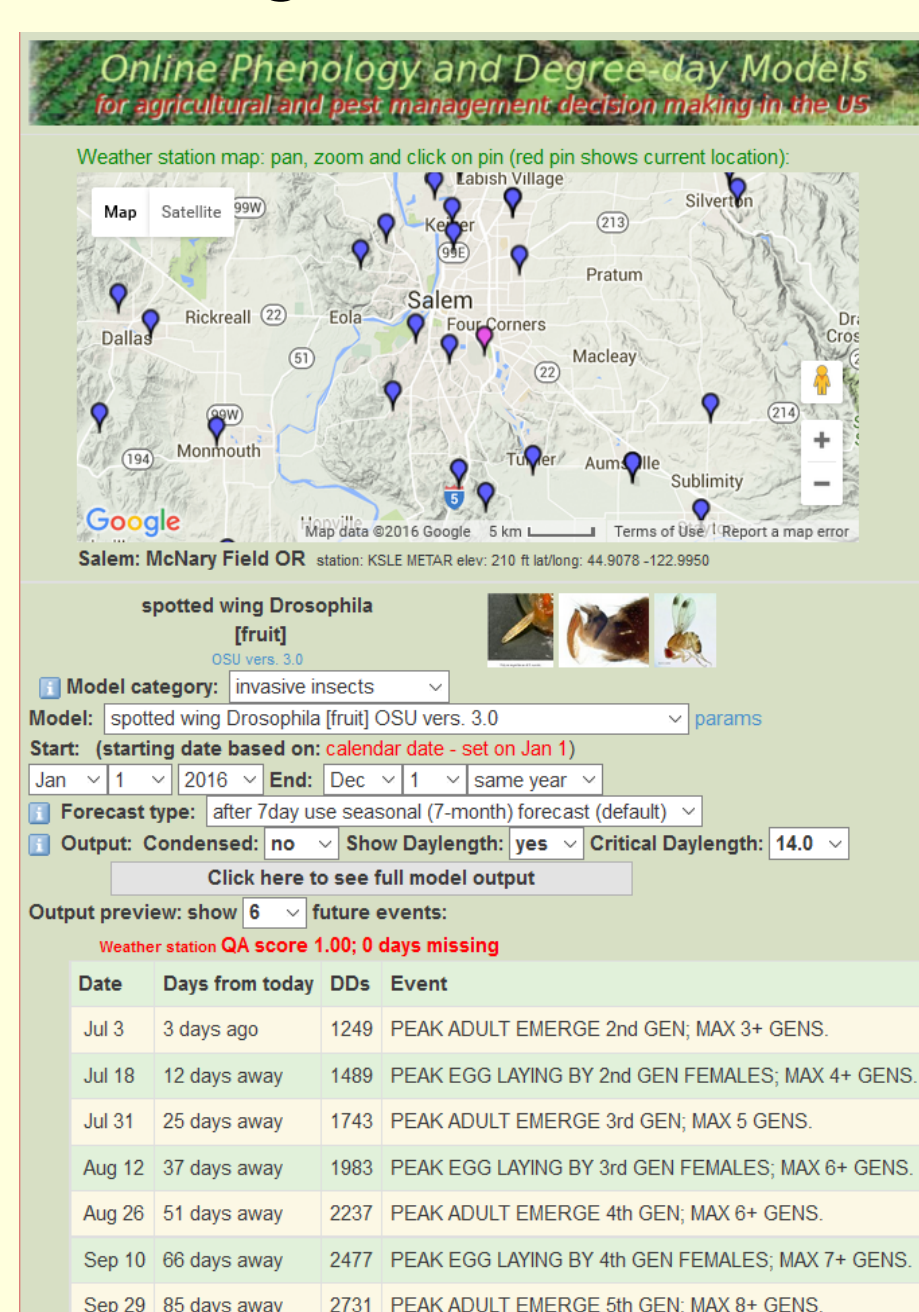 Online Phenology and Degree-day Models
for agricultural and pest management decision making in the US
Weather station map: pan, zoom and click on pin (red pin shows current location):
Map Satellite 99W
Labish Village
Silverton
Keizer
213
99E
Pratum
Salem
Rickreall 22 Eola
Four Corners
Dallas
51
Macleay
22
99W
214
Monmouth
194
Turner
Aumsville
Sublimity
5
Google
Map data ©2016 Google 5 km Terms of Use Report a map error
Salem: McNary Field OR station: KSLE METAR elev: 210 ft lat/long: 44.9078 -122.9950
spotted wing Drosophila
[fruit]
OSU vers. 3.0
i Model category: invasive insects
Model: spotted wing Drosophila [fruit] OSU vers. 3.0 params
Start: (starting date based on: calendar date - set on Jan 1)
Jan 1 2016 End: Dec 1 same year
i Forecast type: after 7day use seasonal (7-month) forecast (default)
i Output: Condensed: no Show Daylength: yes Critical Daylength: 14.0
Click here to see full model output
Output preview: show 6 future events:
Weather station QA score 1.00; 0 days missing
Date Days from today DDs Event
Jul 3 3 days ago 1249 PEAK ADULT EMERGE 2nd GEN; MAX 3+ GENS.
Jul 18 12 days away 1489 PEAK EGG LAYING BY 2nd GEN FEMALES; MAX 4+ GENS.
Jul 31 25 days away 1743 PEAK ADULT EMERGE 3rd GEN; MAX 5 GENS.
Aug 12 37 days away 1983 PEAK EGG LAYING BY 3rd GEN FEMALES; MAX 6+ GENS.
Aug 26 51 days away 2237 PEAK ADULT EMERGE 4th GEN; MAX 6+ GENS.
Sep 10 66 days away 2477 PEAK EGG LAYING BY 4th GEN FEMALES; MAX 7+ GENS.
Sep 29 85 days away 2731 PEAK ADULT EMERGE 5th GEN; MAX 8+ GENS.